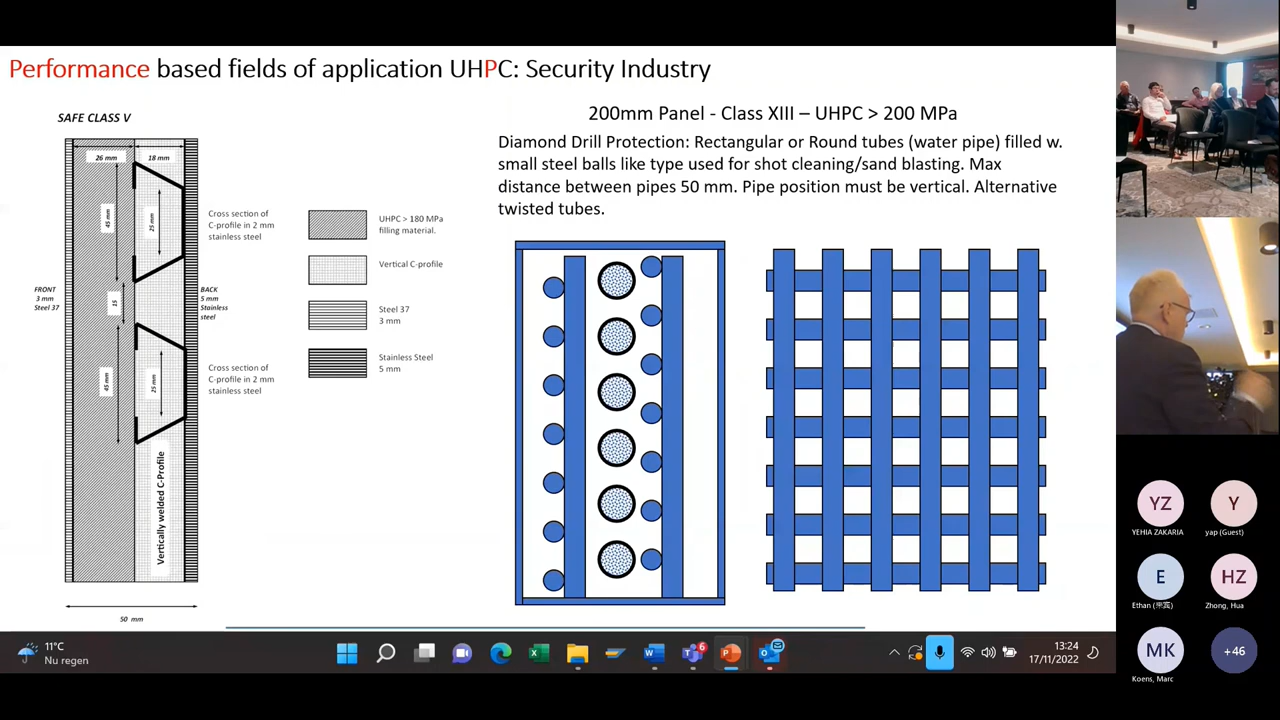 Performance based fields of application UHPC: Security Industry
SAFE CLASS V
26 mm
18 mm
45 mm
25 mm
15
45 mm
25 mm
FRONT
3 mm
Steel 37
BACK
5 mm
Stainless
steel
Cross section of
C-profile in 2 mm
stainless steel
Cross section of
C-profile in 2 mm
stainless steel
Vertically welded C-Profile
50 mm
UHPC > 180 MPa
filling material.
Vertical C-profile
Steel 37
3 mm
Stainless Steel
5 mm
200mm Panel - Class XIII – UHPC > 200 MPa
Diamond Drill Protection: Rectangular or Round tubes (water pipe) filled w.
small steel balls like type used for shot cleaning/sand blasting. Max
distance between pipes 50 mm. Pipe position must be vertical. Alternative
twisted tubes.
YZ
YEHIA ZAKARIA
Y
yap (Guest)
E
HZ
Zhong, Hua
MK
Koens, Marc
+46
11°C
Nu regen
6
13:24
17/11/2022